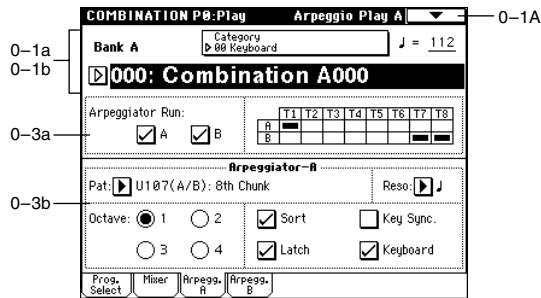 COMBINATION P0:Play Arpeggio Play A
0–1A
0–1a
0–1b
Bank A
Category
00 Keyboard
♩ = 112
000: Combination A000
0–3a
Arpeggiator Run:
A B
T1 T2 T3 T4 T5 T6 T7 T8
A
B
Arpeggiator-A
0–3b
Pat: U107(A/B): 8th Chunk Reso: ♩
Octave: 1 2 Sort Key Sync.
3 4 Latch Keyboard
Prog. Select Mixer Arpegg. A Arpegg. B